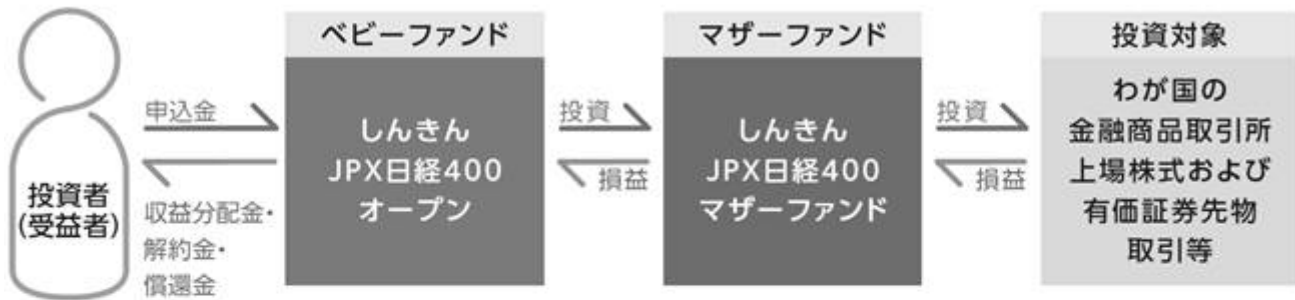 投資者
(受益者)
申込金
収益分配金・
解約金・
償還金
ベビーファンド
しんきん
JPX日経400
オープン
投資
損益
マザーファンド
しんきん
JPX日経400
マザーファンド
投資
損益
投資対象
わが国の
金融商品取引所
上場株式および
有価証券先物
取引等